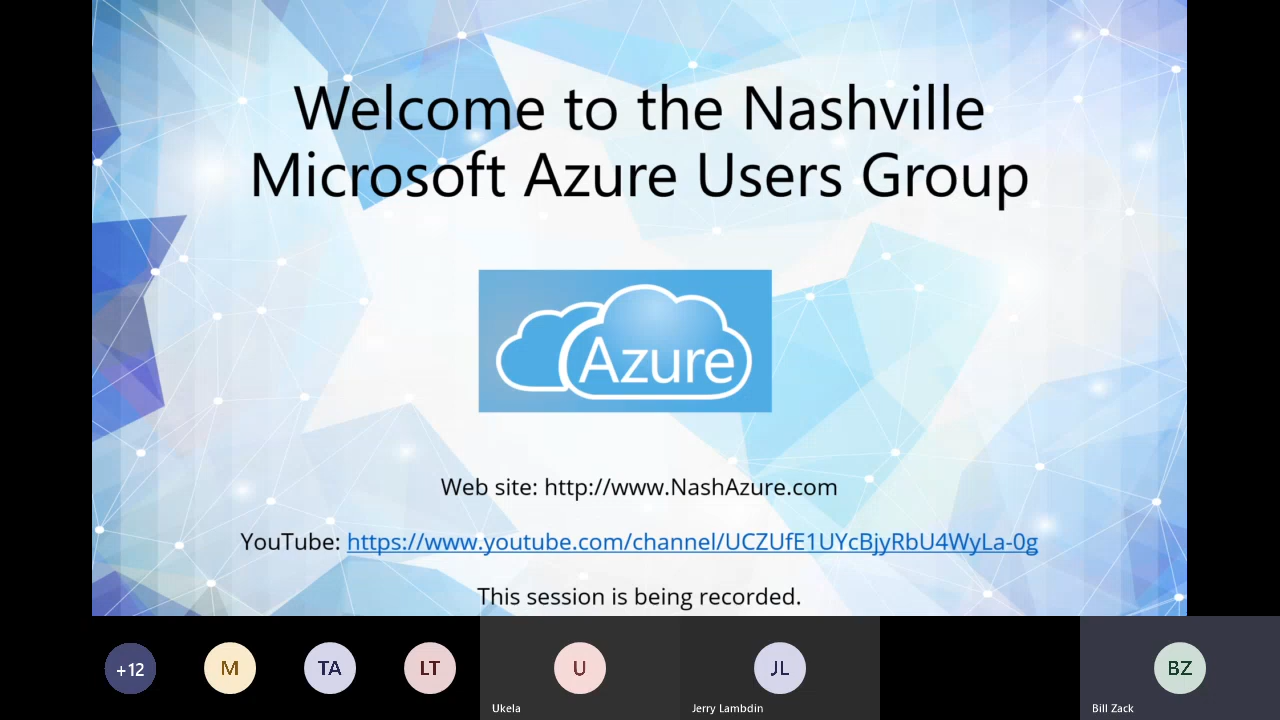 Welcome to the Nashville
Microsoft Azure Users Group
Azure
Web site: http://www.NashAzure.com
YouTube: https://www.youtube.com/channel/UCZUfE1UYcBjyRbU4WyLa-0g
This session is being recorded.
+12
M
TA
LT
U
JL
BZ
Ukela
Jerry Lambdin
Bill Zack